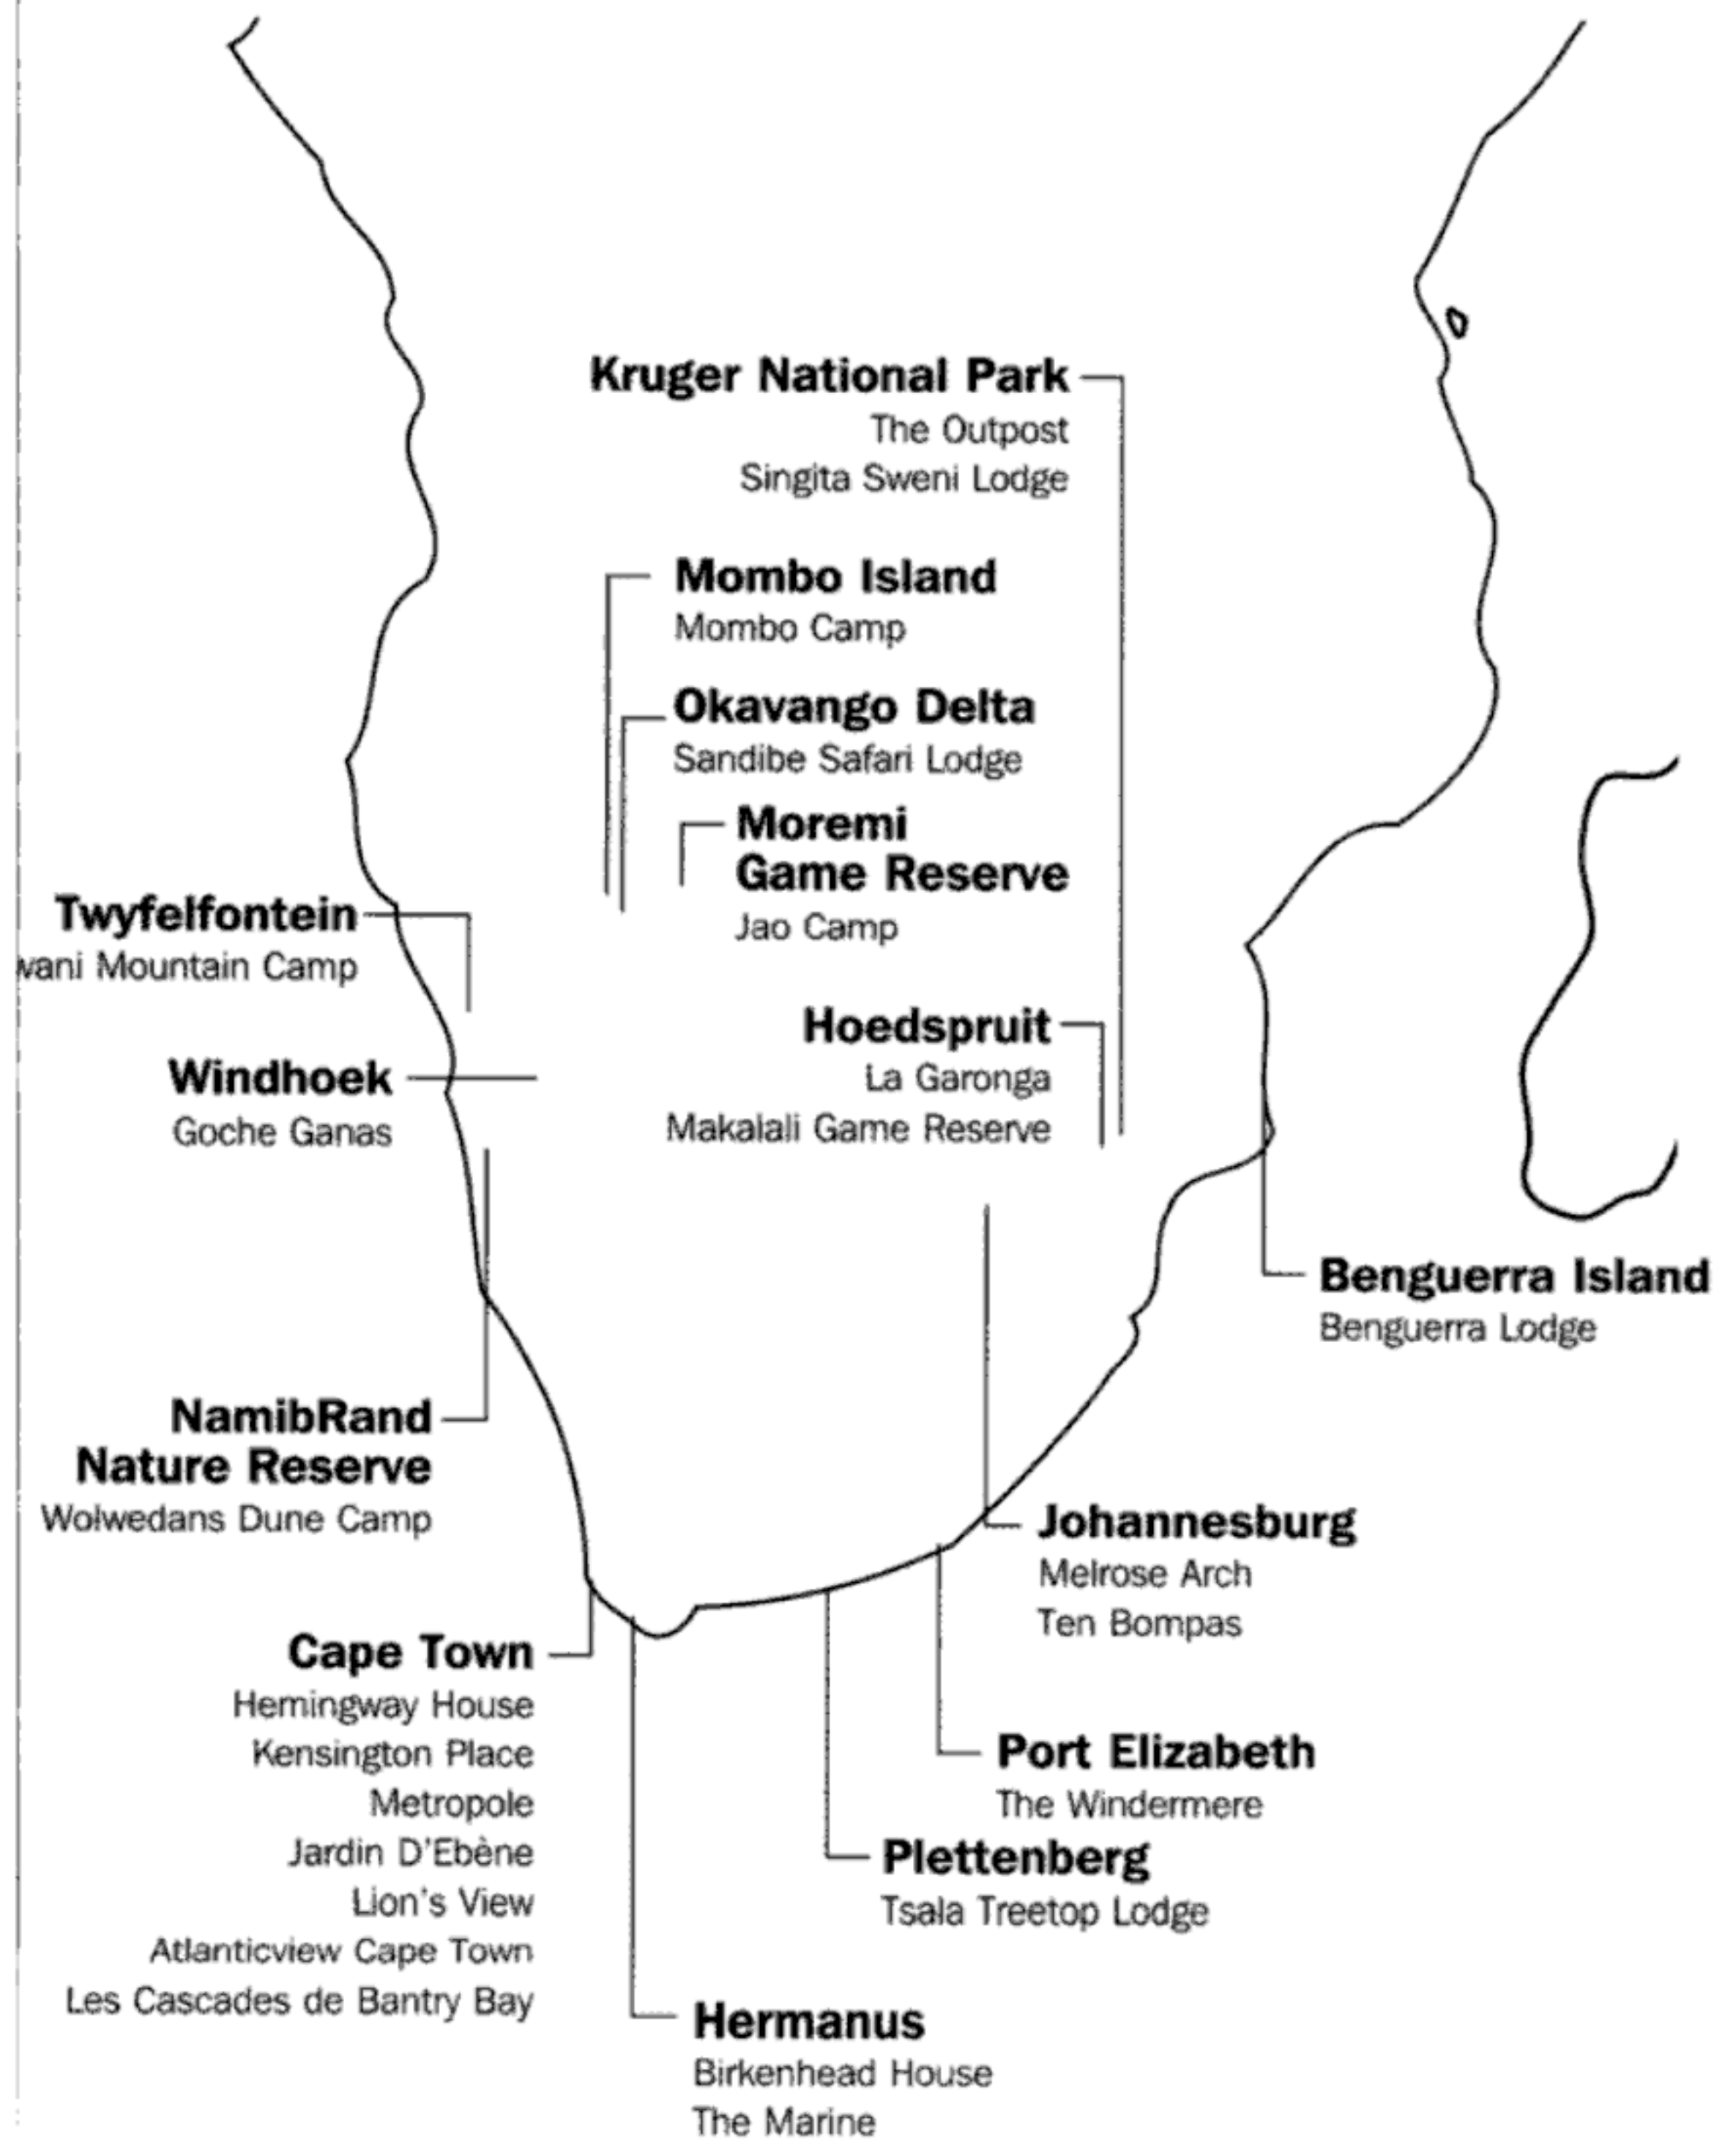 Kruger National Park
The Outpost
Singita Sweni Lodge
Mombo Island
Mombo Camp
Okavango Delta
Sandibe Safari Lodge
Moremi
Game Reserve
Jao Camp
Twyfelfontein
Mountain Camp
Windhoek
Goche Ganas
Hoedspruit
La Garonga
Makalali Game Reserve
Benguerra Island
Benguerra Lodge
NamibRand
Nature Reserve
Wolwedans Dune Camp
Johannesburg
Melrose Arch
Ten Bompas
Cape Town
Hemingway House
Kensington Place
Metropole
Jardin D'Ebène
Lion's View
Atlanticview Cape Town
Les Cascades de Bantry Bay
Port Elizabeth
The Windermere
Plettenberg
Tsala Treetop Lodge
Hermanus
Birkenhead House
The Marine